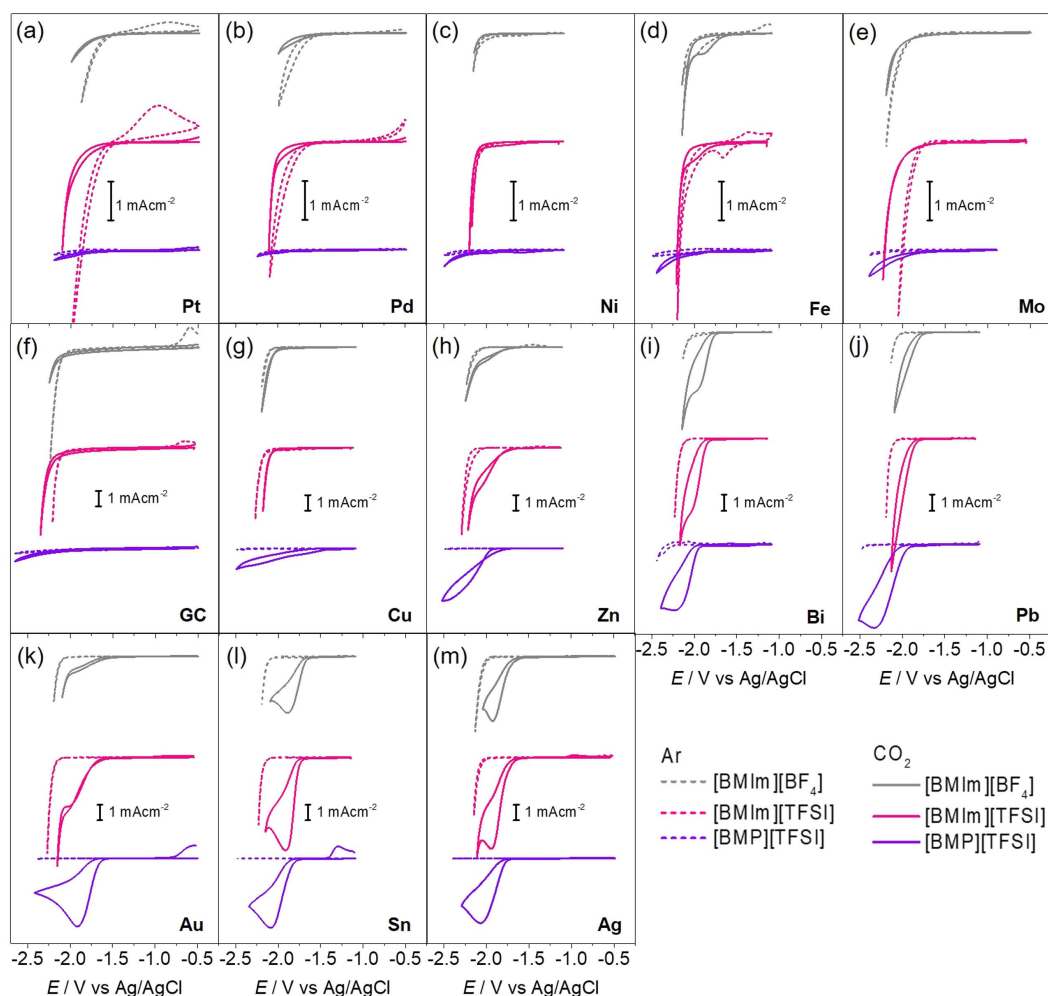 (a) (b) (c) (d) (e)
1 mAcm-2 1 mAcm-2 1 mAcm-2 1 mAcm-2
Pt Pd Ni Fe Mo
(f) (g) (h) (i) (j)
1 mAcm-2 1 mAcm-2 1 mAcm-2 1 mAcm-2
GC Cu Zn Bi Pb
(k) (l) (m)
-2.5 -2.0 -1.5 -1.0 -0.5 -2.5 -2.0 -1.5 -1.0 -0.5
E / V vs Ag/AgCl E / V vs Ag/AgCl
1 mAcm-2 1 mAcm-2 1 mAcm-2
Au Sn Ag
-2.5 -2.0 -1.5 -1.0 -0.5 -2.5 -2.0 -1.5 -1.0 -0.5 -2.5 -2.0 -1.5 -1.0 -0.5
E / V vs Ag/AgCl E / V vs Ag/AgCl E / V vs Ag/AgCl
Ar CO2
[BMIm][BF4] [BMIm][BF4]
[BMIm][TFSI] [BMIm][TFSI]
[BMP][TFSI] [BMP][TFSI]